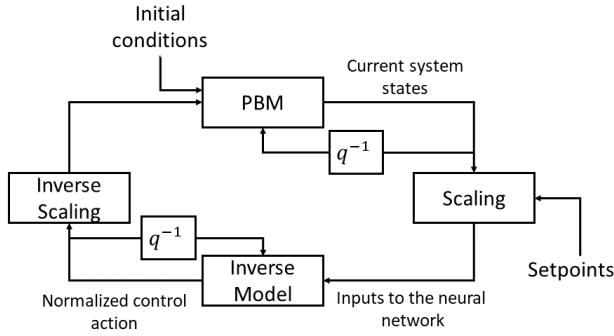 Initial
conditions
PBM
Current system
states
q⁻¹
Inverse
Scaling
Scaling
q⁻¹
Inverse
Model
Setpoints
Normalized control
action
Inputs to the neural
network